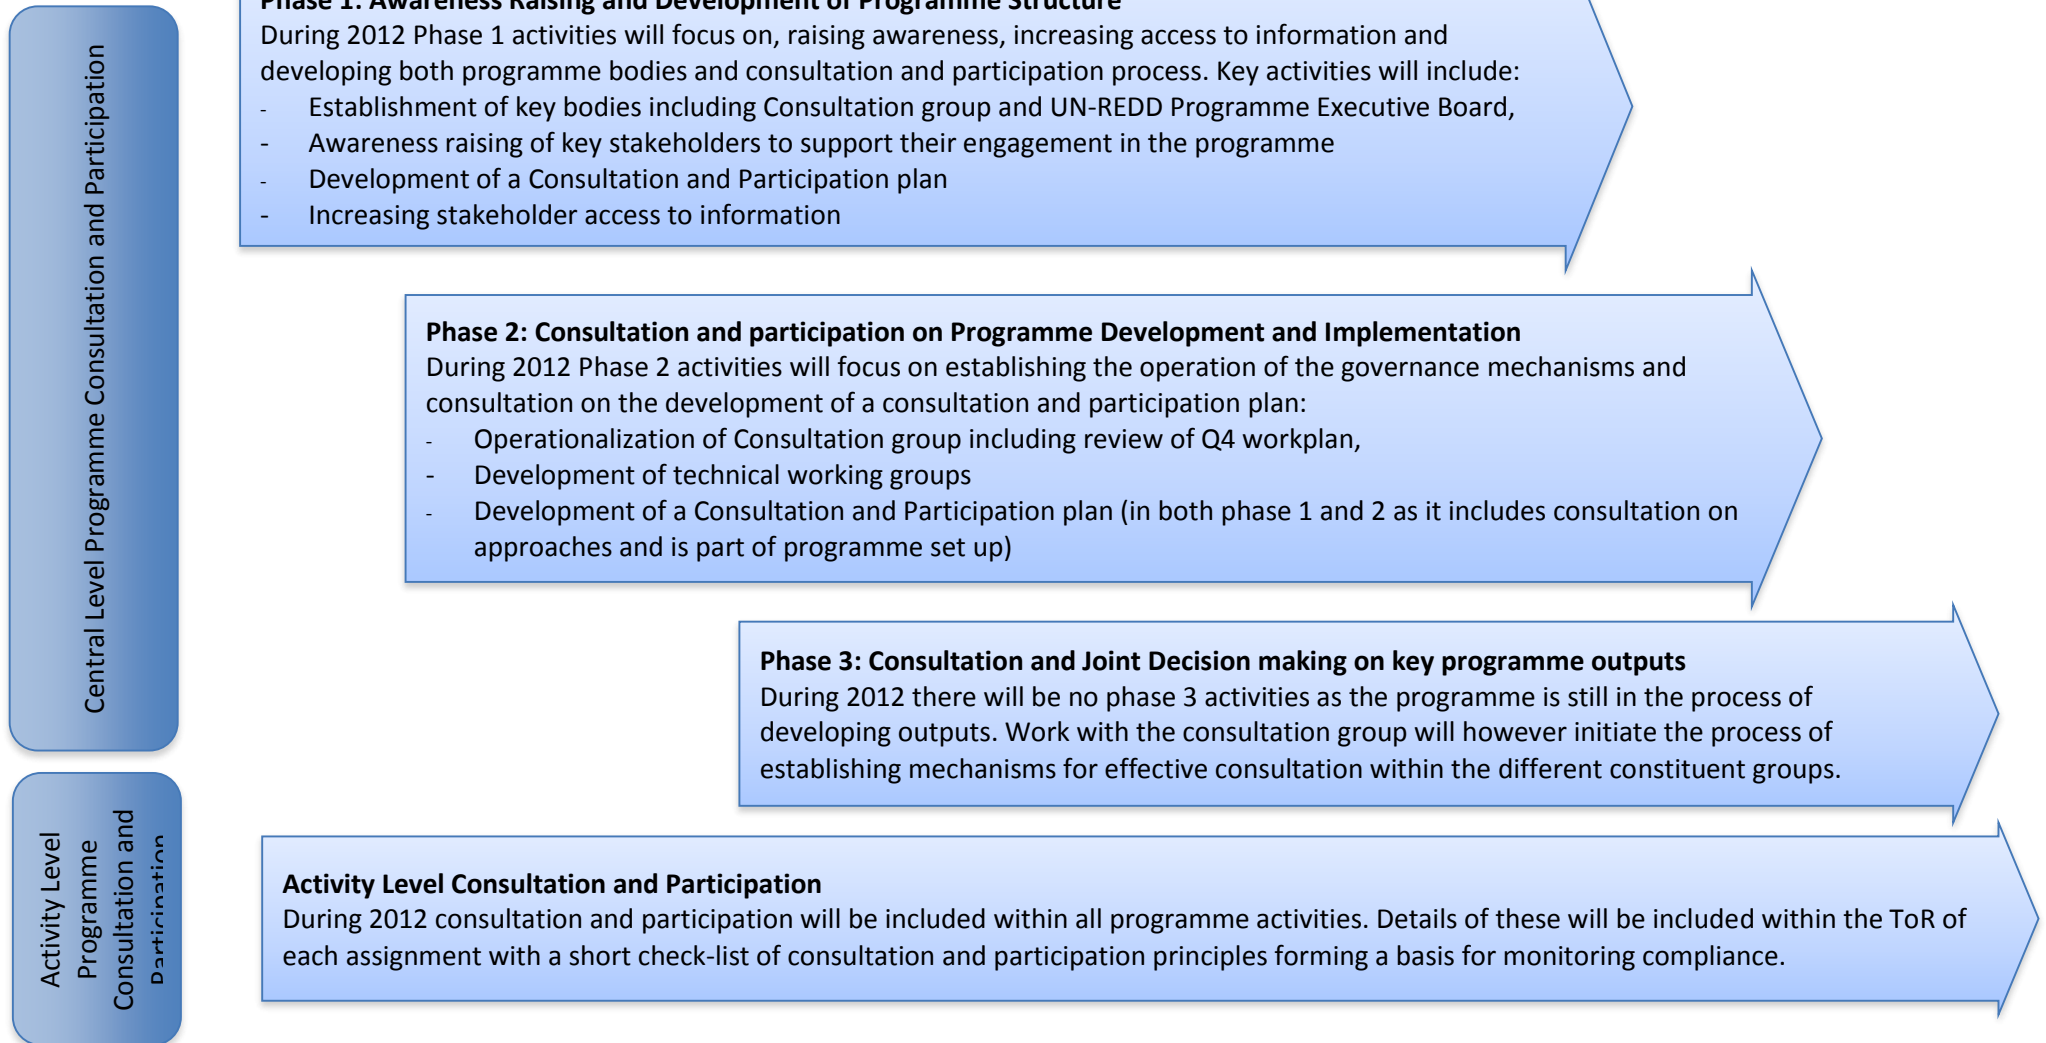 Central Level Programme Consultation and Participation
Phase 1: Awareness Raising and Development of Programme Structure
During 2012 Phase 1 activities will focus on, raising awareness, increasing access to information and
developing both programme bodies and consultation and participation process. Key activities will include:
- Establishment of key bodies including Consultation group and UN-REDD Programme Executive Board,
- Awareness raising of key stakeholders to support their engagement in the programme
- Development of a Consultation and Participation plan
- Increasing stakeholder access to information
Phase 2: Consultation and participation on Programme Development and Implementation
During 2012 Phase 2 activities will focus on establishing the operation of the governance mechanisms and
consultation on the development of a consultation and participation plan:
- Operationalization of Consultation group including review of Q4 workplan,
- Development of technical working groups
- Development of a Consultation and Participation plan (in both phase 1 and 2 as it includes consultation on
approaches and is part of programme set up)
Phase 3: Consultation and Joint Decision making on key programme outputs
During 2012 there will be no phase 3 activities as the programme is still in the process of
developing outputs. Work with the consultation group will however initiate the process of
establishing mechanisms for effective consultation within the different constituent groups.
Activity Level
Programme
Consultation and
Participation
Activity Level Consultation and Participation
During 2012 consultation and participation will be included within all programme activities. Details of these will be included within the ToR of
each assignment with a short check-list of consultation and participation principles forming a basis for monitoring compliance.